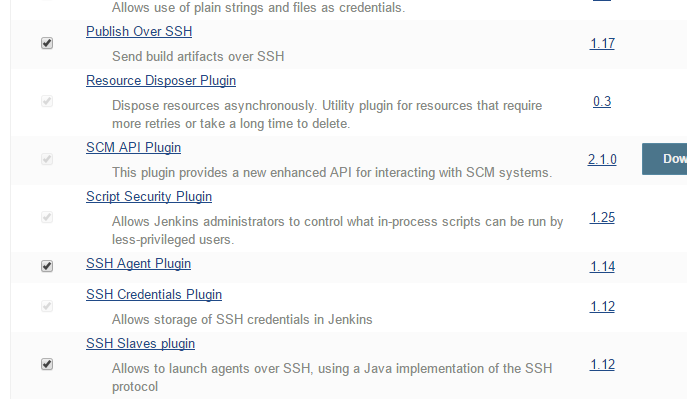 Allows use of plain strings and files as credentials.
Publish Over SSH
1.17
Send build artifacts over SSH
Resource Disposer Plugin
0.3
Dispose resources asynchronously. Utility plugin for resources that require
more retries or take a long time to delete.
SCM API Plugin
2.1.0
Dow
This plugin provides a new enhanced API for interacting with SCM systems.
Script Security Plugin
1.25
Allows Jenkins administrators to control what in-process scripts can be run by
less-privileged users.
SSH Agent Plugin
1.14
SSH Credentials Plugin
1.12
Allows storage of SSH credentials in Jenkins
SSH Slaves plugin
1.12
Allows to launch agents over SSH, using a Java implementation of the SSH
protocol